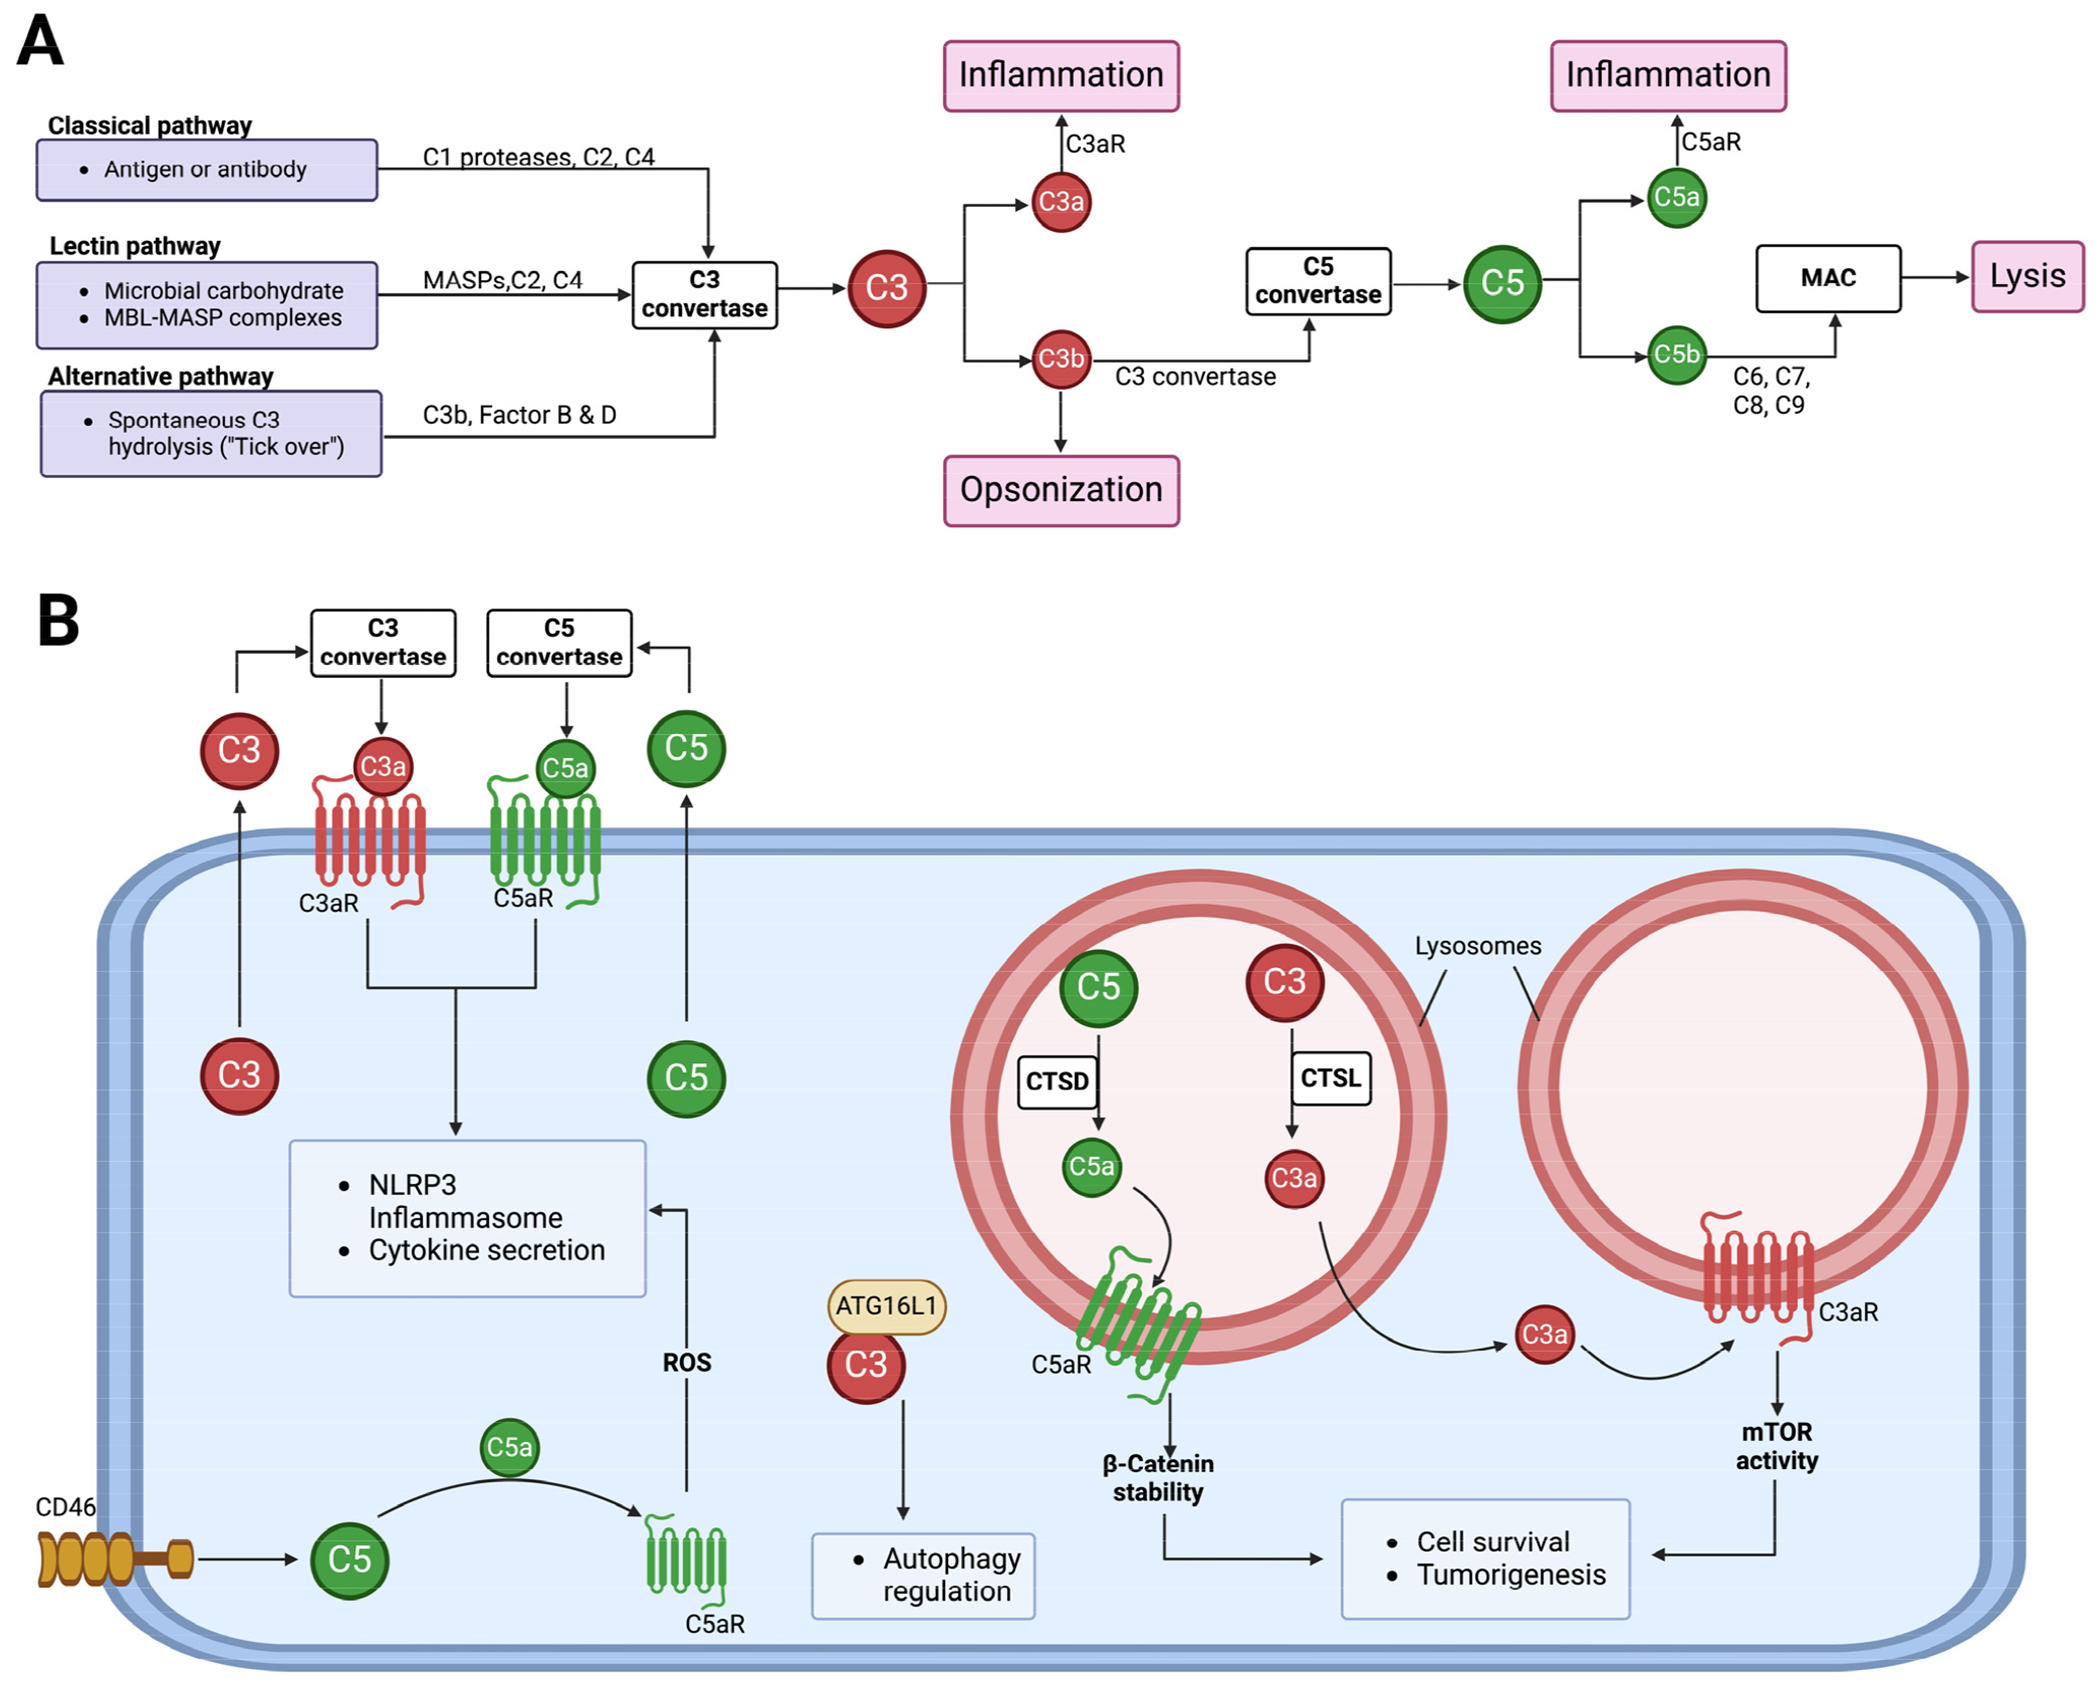 A
Inflammation
Inflammation
Classical pathway
C1 proteases, C2, C4
C3aR
C5aR
Antigen or antibody
C3a
C5a
Lectin pathway
MASPs,C2, C4
C3
convertase
C3
C5
convertase
C5
MAC
Lysis
Microbial carbohydrate
MBL-MASP complexes
Alternative pathway
C3b
C3 convertase
C5b
C6, C7,
C8, C9
Spontaneous C3
hydrolysis ("Tick over")
C3b, Factor B & D
Opsonization
B
C3
convertase
C5
convertase
C3
C3a
C5a
C5
C3aR
C5aR
C3
C5
Lysosomes
C5
C3
CTSD
CTSL
C5a
C3a
NLRP3
Inflammasome
Cytokine secretion
ATG16L1
C3
ROS
C5aR
C3a
C3aR
C5a
β-Catenin
stability
mTOR
activity
CD46
C5
C5aR
Autophagy
regulation
Cell survival
Tumorigenesis